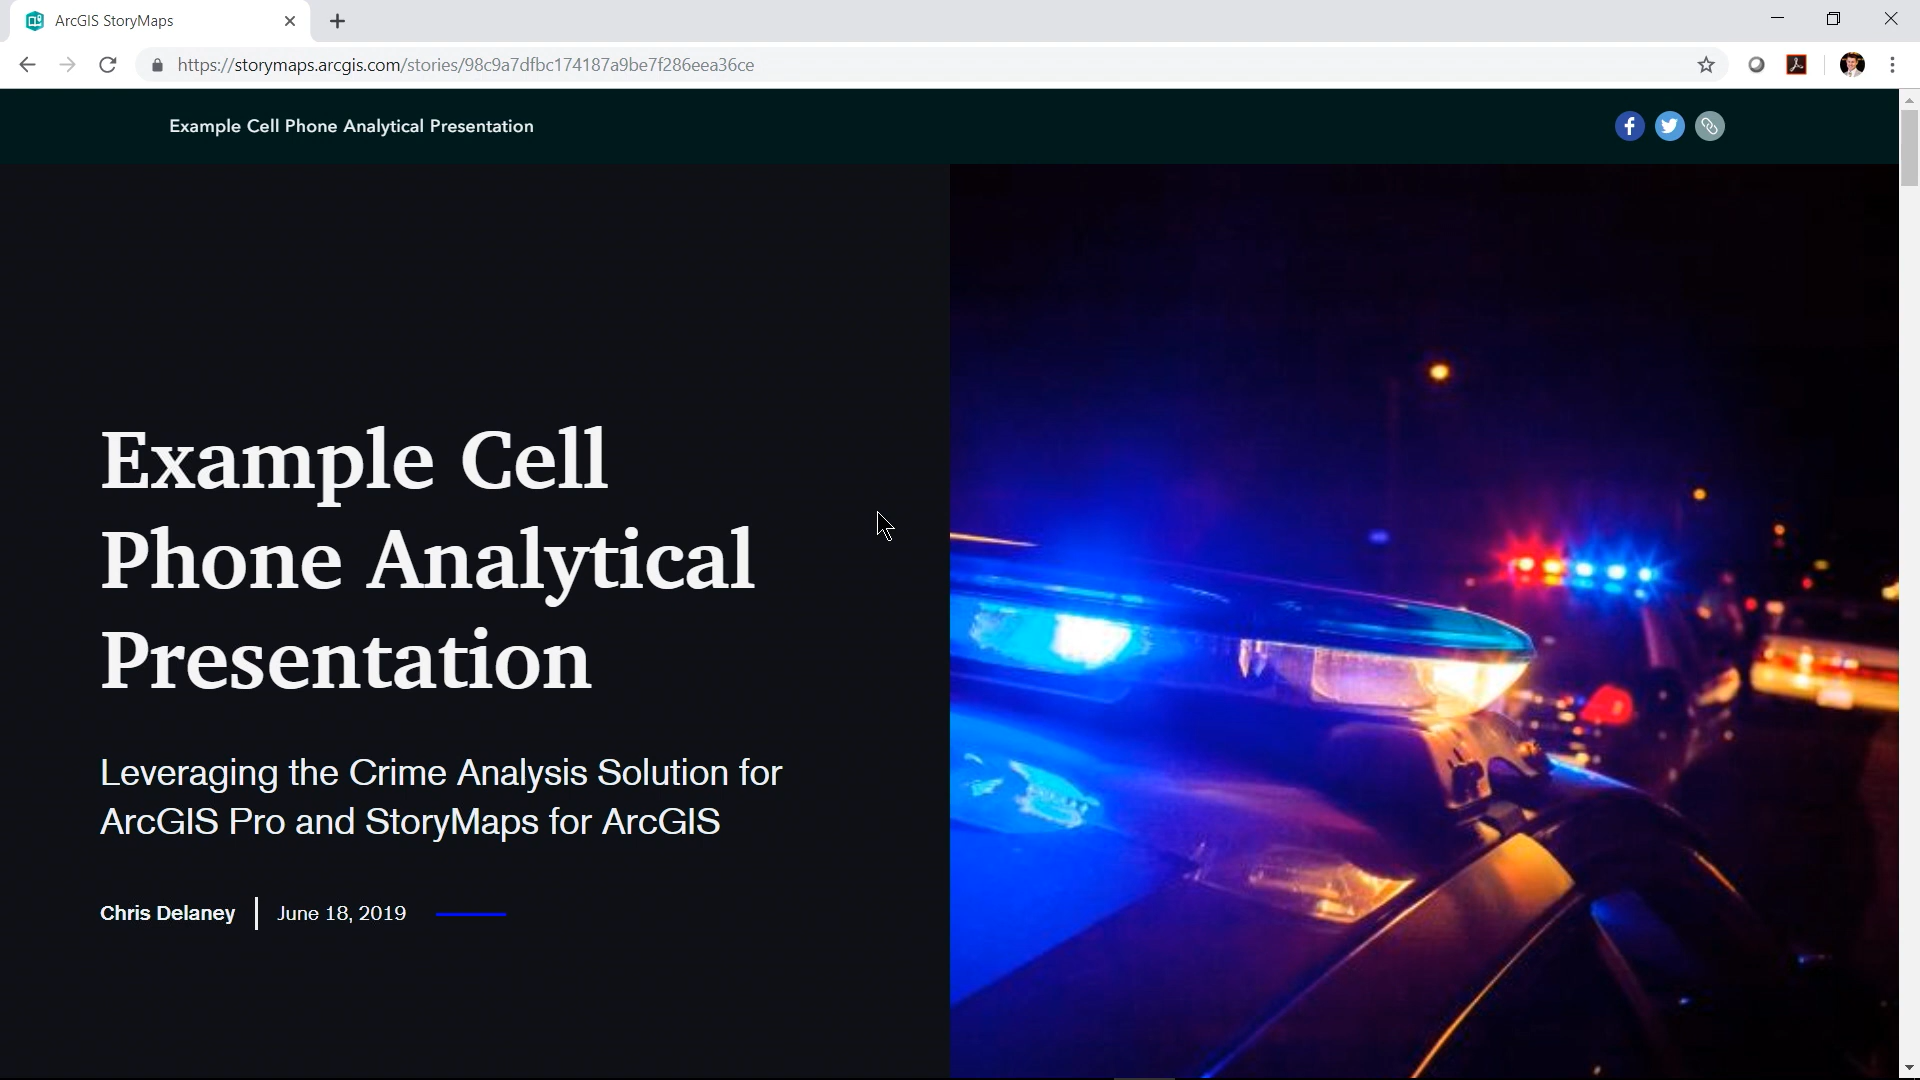 ArcGIS StoryMaps
https://storymaps.arcgis.com/stories/98c9a7dfbc174187a9be7f286eea36ce
Example Cell Phone Analytical Presentation
Example Cell
Phone Analytical
Presentation
Leveraging the Crime Analysis Solution for
ArcGIS Pro and StoryMaps for ArcGIS
Chris Delaney | June 18, 2019